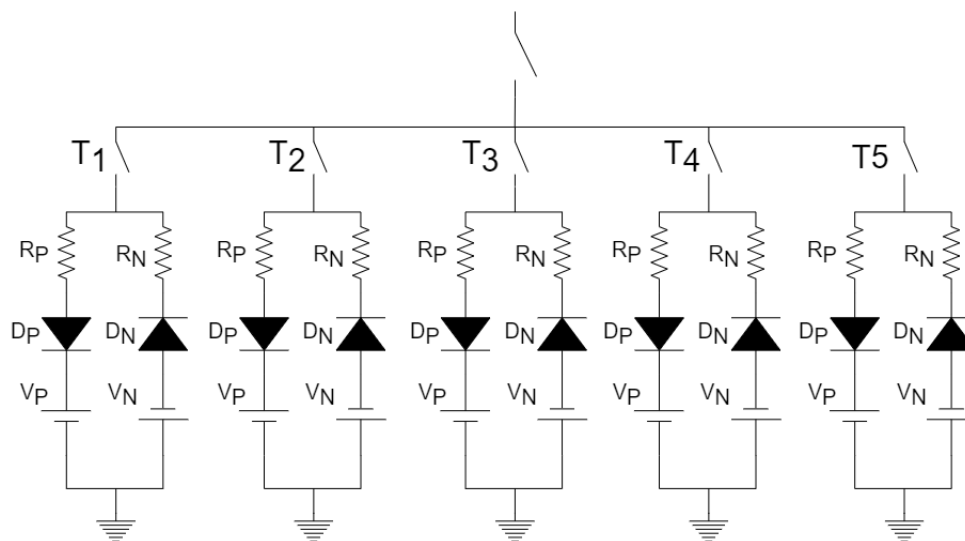 T1 T2 T3 T4 T5
RP RN RP RN RP RN RP RN RP RN
DP DN DP DN DP DN DP DN DP DN
VP VN VP VN VP VN VP VN VP VN